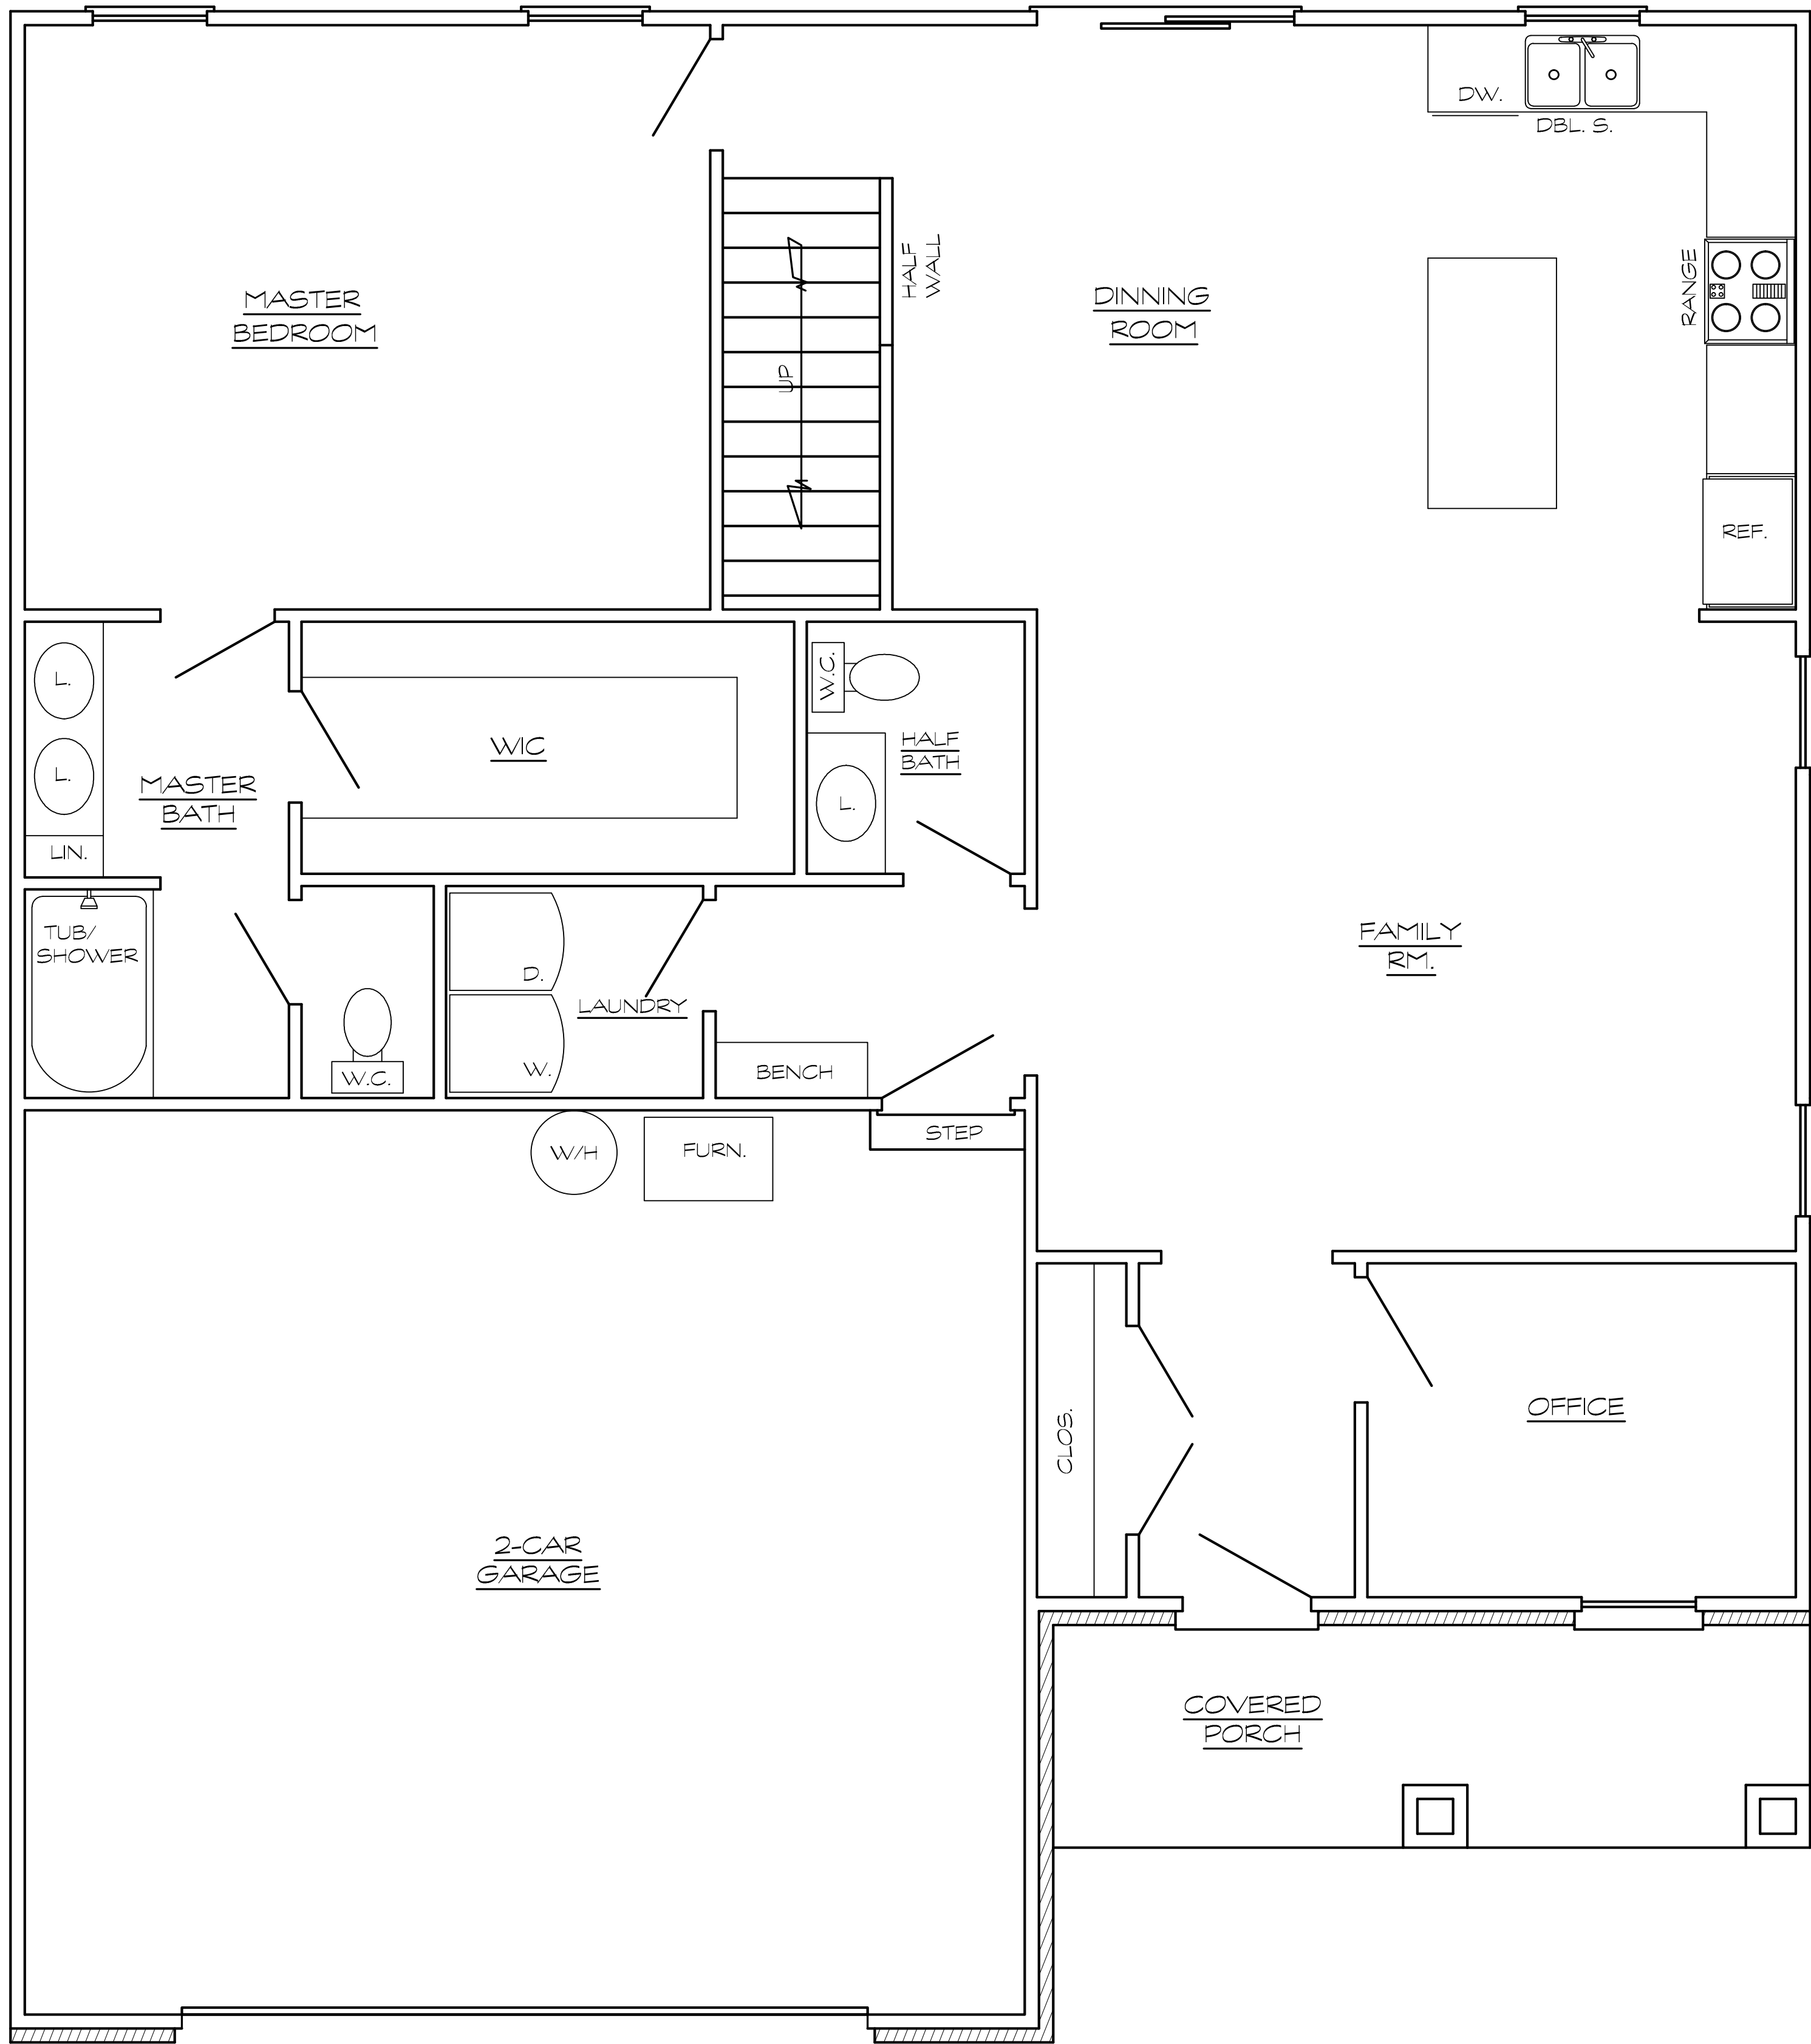 DW.
DBL. S.
HALF
WALL
RANGE
MASTER
BEDROOM
DINNING
ROOM
UP
REF.
L.
W.C.
L.
WIC
HALF
BATH
MASTER
BATH
L.
LIN.
TUB/
SHOWER
FAMILY
RM.
D.
LAUNDRY
W.
W.C.
BENCH
STEP
W/H
FURN.
CLOS.
OFFICE
2-CAR
GARAGE
COVERED
PORCH